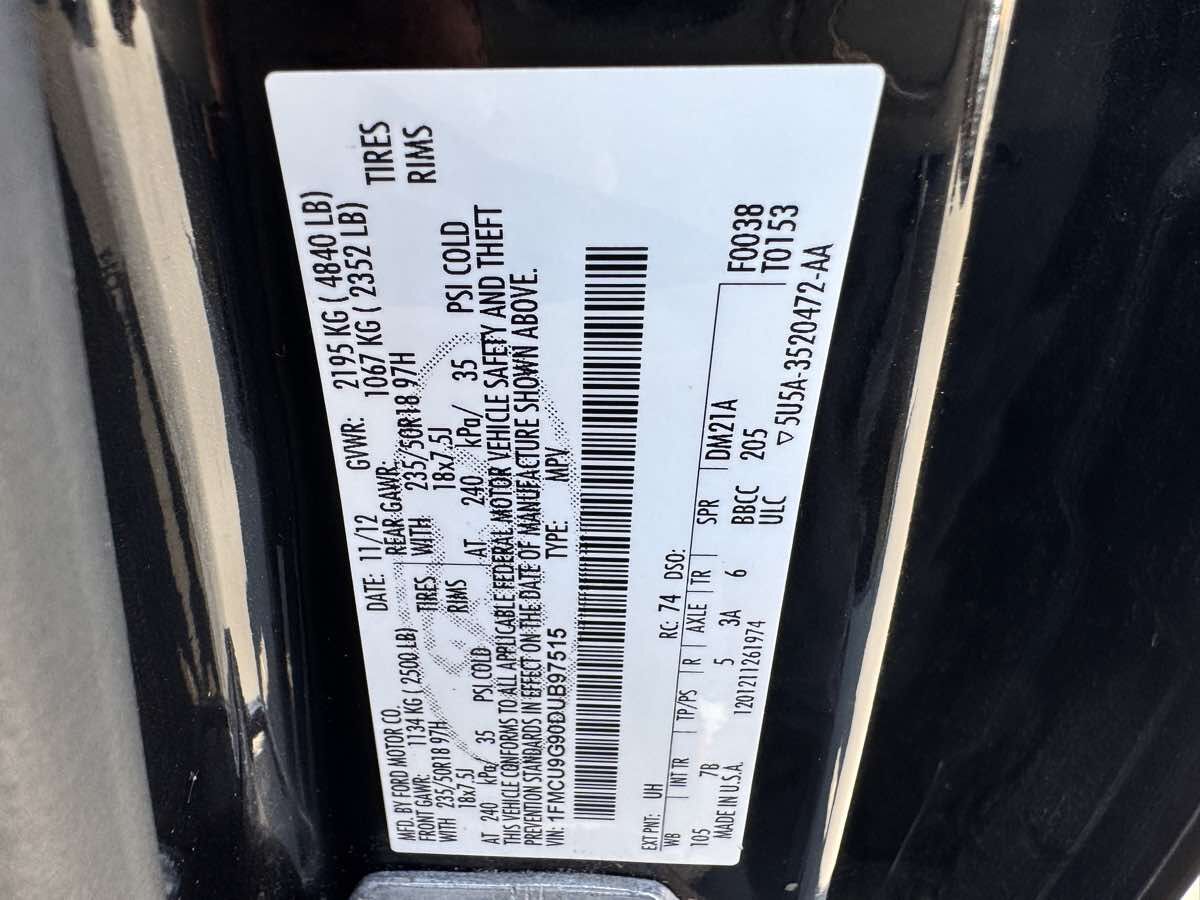 MFD. BY FORD MOTOR CO. DATE: 11/12 GVWR: 2195 KG ( 4840 LB)
FRONT GAWR: 1134 KG ( 2500 LB) REAR GAWR: 1067 KG ( 2352 LB)
WITH 235/50R18 97H TIRES WITH 235/50R18 97H TIRES
18x7.5J RIMS 18x7.5J RIMS
AT 240 kPa/ 35 PSI COLD AT 240 kPa/ 35 PSI COLD
THIS VEHICLE CONFORMS TO ALL APPLICABLE FEDERAL MOTOR VEHICLE SAFETY AND THEFT
PREVENTION STANDARDS IN EFFECT ON THE DATE OF MANUFACTURE SHOWN ABOVE.
VIN: 1FMCU9G90DUB97515 TYPE: MPV
EXT PNT: UH RC: 74 DSO:
WB INT TR TP/PS R AXLE TR SPR DM21A F0038
105 7B 5 3A 6 BBCC 205 T0153
MADE IN U.S.A. 1201211261974 ULC ▽5U5A-3520472-AA